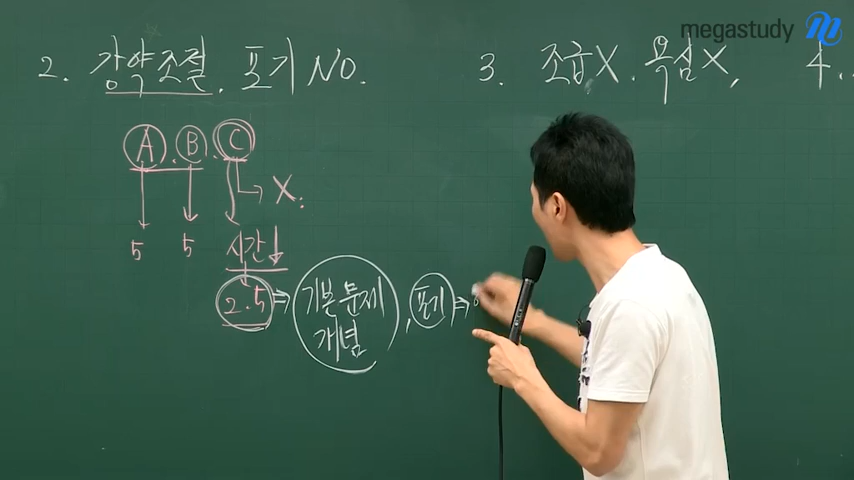 megastudy
2. 강약조절, 포기 NO.
3. 조급X. 욕심X,
4.
A. B. C
X.
5 5 시간↓
2.5 ⇒ 기본문제 개념, 포기 ⇒